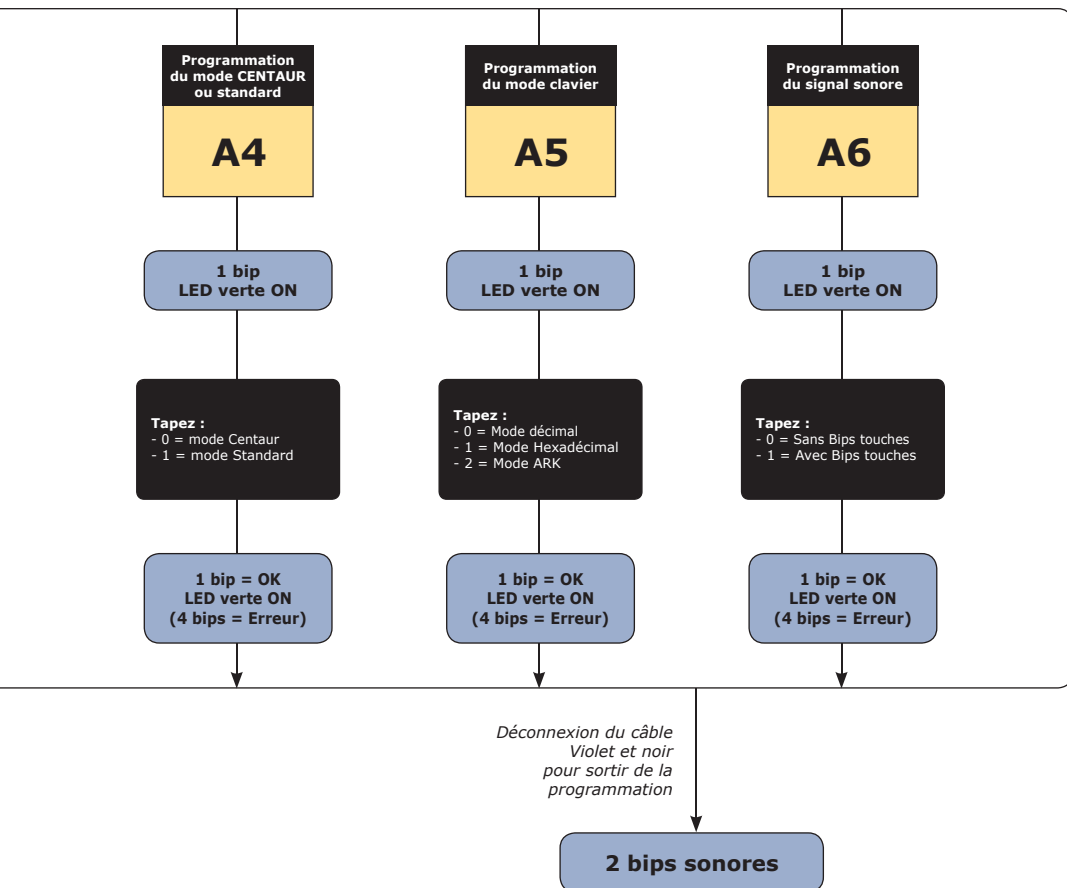 Programmation
du mode CENTAUR
ou standard
A4
1 bip
LED verte ON
Tapez :
- 0 = mode Centaur
- 1 = mode Standard
1 bip = OK
LED verte ON
(4 bips = Erreur)
Programmation
du mode clavier
A5
1 bip
LED verte ON
Tapez :
- 0 = Mode décimal
- 1 = Mode Hexadécimal
- 2 = Mode ARK
1 bip = OK
LED verte ON
(4 bips = Erreur)
Programmation
du signal sonore
A6
1 bip
LED verte ON
Tapez :
- 0 = Sans Bips touches
- 1 = Avec Bips touches
1 bip = OK
LED verte ON
(4 bips = Erreur)
Déconnexion du câble
Violet et noir
pour sortir de la
programmation
2 bips sonores